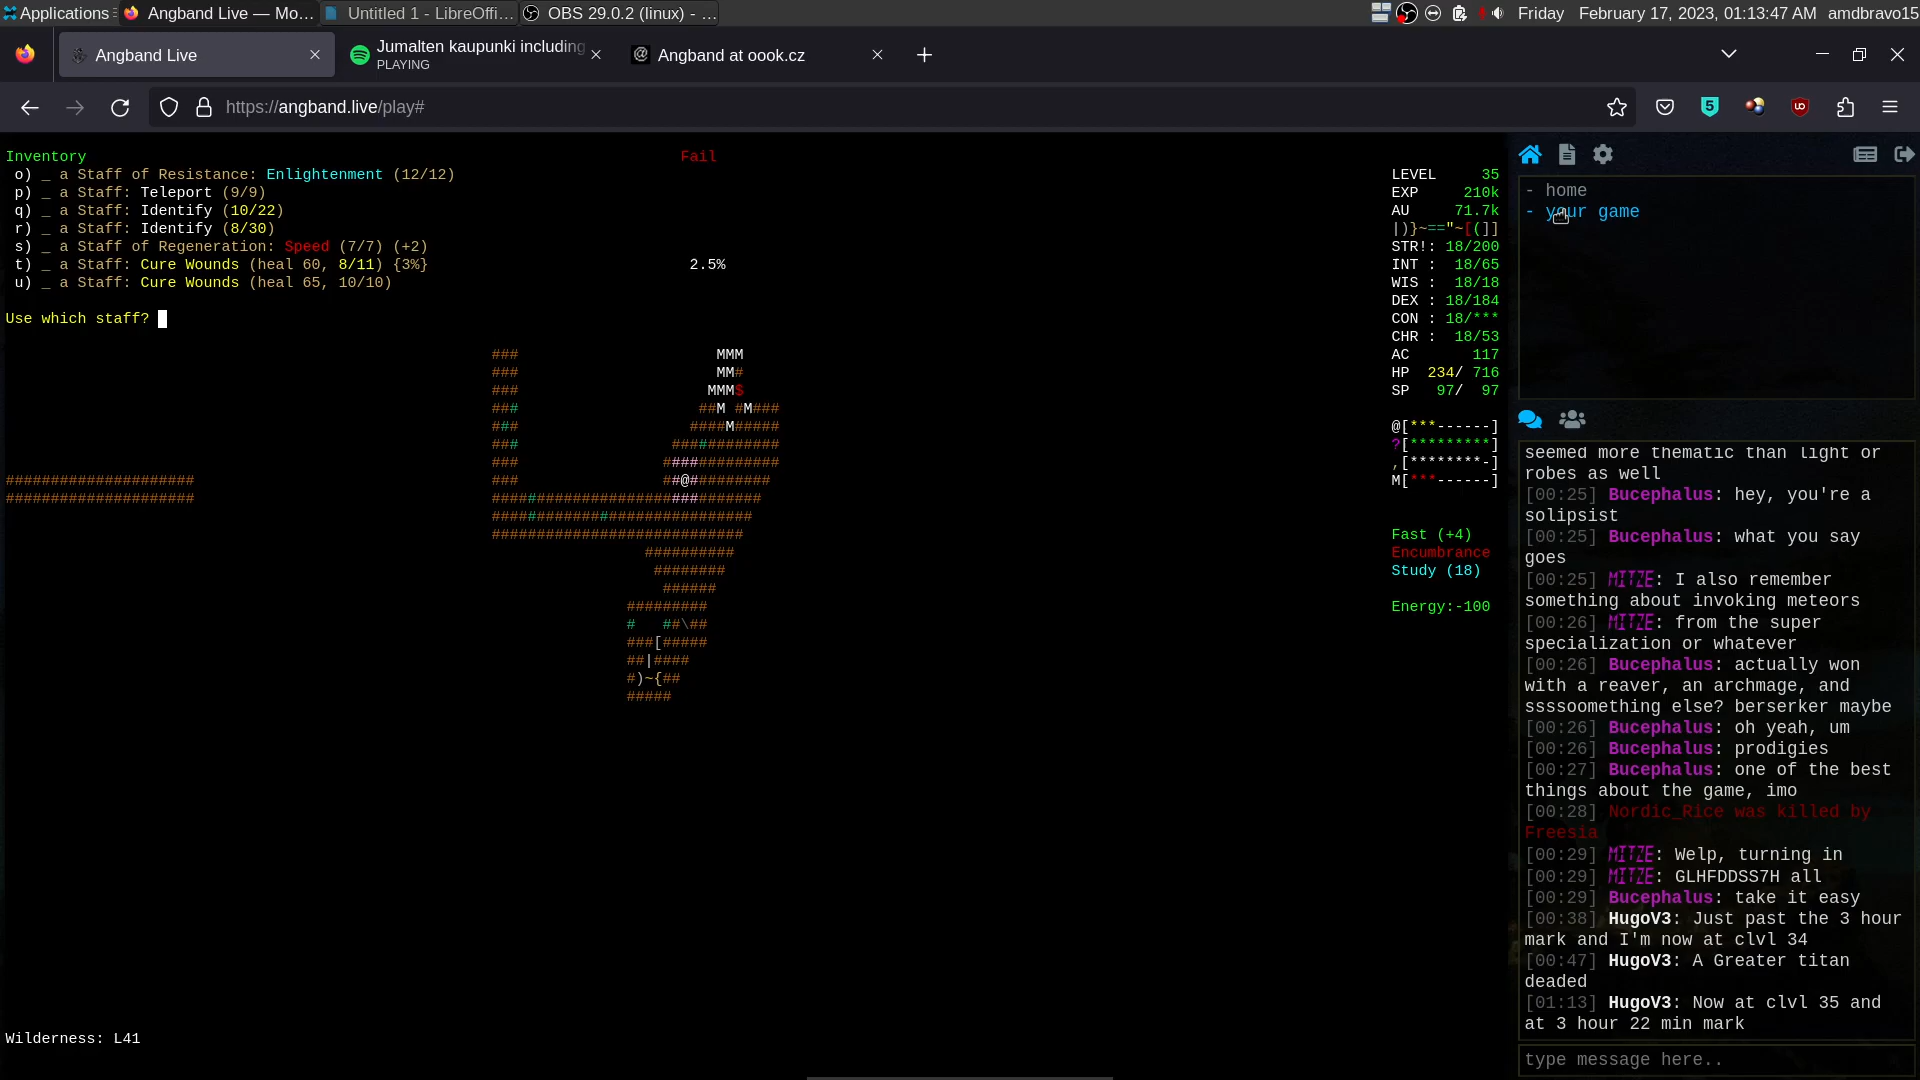 Applications
Angband Live — Mo...
Untitled 1 - LibreOffi...
OBS 29.0.2 (linux) - ...
Friday February 17, 2023, 01:13:47 AM amdbravo15
Angband Live
Jumalten kaupunki including
PLAYING
Angband at oook.cz
https://angband.live/play#
Inventory Fail
o) _ a Staff of Resistance: Enlightenment (12/12)
p) _ a Staff: Teleport (9/9)
q) _ a Staff: Identify (10/22)
r) _ a Staff: Identify (8/30)
s) _ a Staff of Regeneration: Speed (7/7) (+2)
t) _ a Staff: Cure Wounds (heal 60, 8/11) {3%} 2.5%
u) _ a Staff: Cure Wounds (heal 65, 10/10)
Use which staff?
### MMM
### MM#
### MMM$
### ##M #M###
### ####M#####
### ############
### #############
##################### ### ##@#########
##################### ##############################
#############################
############################
##########
########
######
#########
# ##\##
###[#####
##|####
#)~{##
#####
Wilderness: L41
LEVEL 35
EXP 210k
AU 71.7k
|)}~=="~[(]]
STR!: 18/200
INT : 18/65
WIS : 18/18
DEX : 18/184
CON : 18/***
CHR : 18/53
AC 117
HP 234/ 716
SP 97/ 97
@[***------]
?[*********]
,[********-]
M[***------]
Fast (+4)
Encumbrance
Study (18)
Energy:-100
- home
- your game
seemed more thematic than light or
robes as well
[00:25] Bucephalus: hey, you're a
solipsist
[00:25] Bucephalus: what you say
goes
[00:25] MITZE: I also remember
something about invoking meteors
[00:26] MITZE: from the super
specialization or whatever
[00:26] Bucephalus: actually won
with a reaver, an archmage, and
ssssoomething else? berserker maybe
[00:26] Bucephalus: oh yeah, um
[00:26] Bucephalus: prodigies
[00:27] Bucephalus: one of the best
things about the game, imo
[00:28] Nordic_Rice was killed by
Freesia
[00:29] MITZE: Welp, turning in
[00:29] MITZE: GLHFDDSS7H all
[00:29] Bucephalus: take it easy
[00:38] HugoV3: Just past the 3 hour
mark and I'm now at clvl 34
[00:47] HugoV3: A Greater titan
deaded
[01:13] HugoV3: Now at clvl 35 and
at 3 hour 22 min mark
type message here..